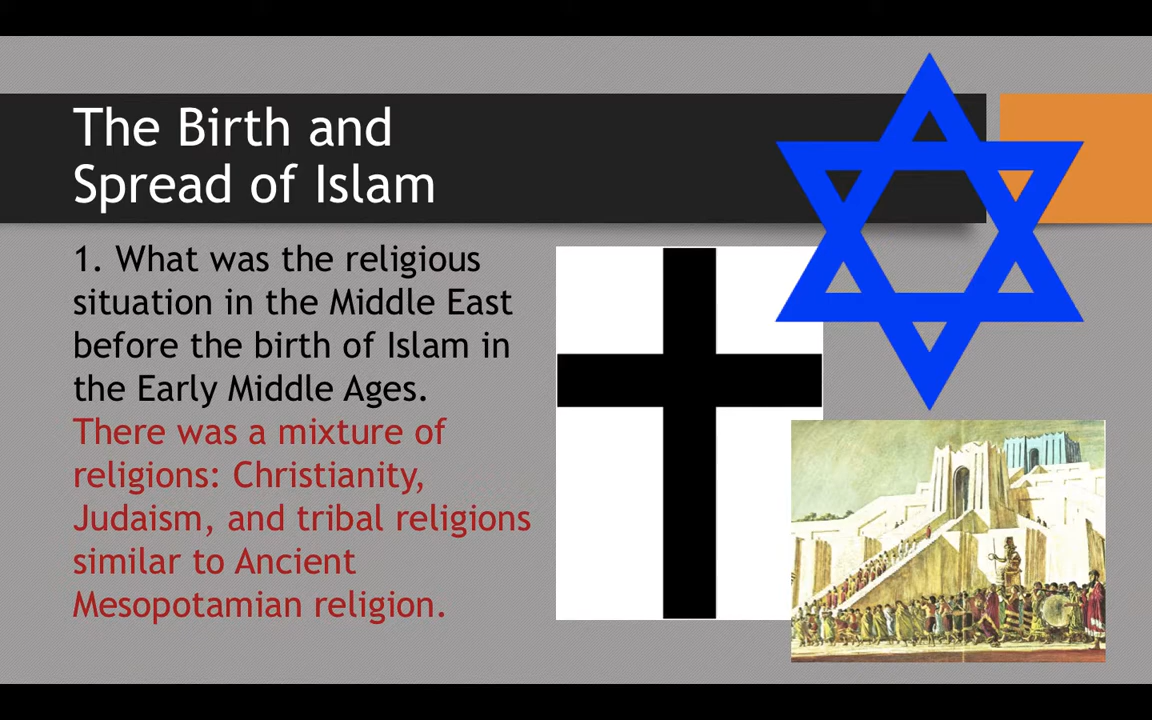 The Birth and
Spread of Islam
1. What was the religious
situation in the Middle East
before the birth of Islam in
the Early Middle Ages.
There was a mixture of
religions: Christianity,
Judaism, and tribal religions
similar to Ancient
Mesopotamian religion.